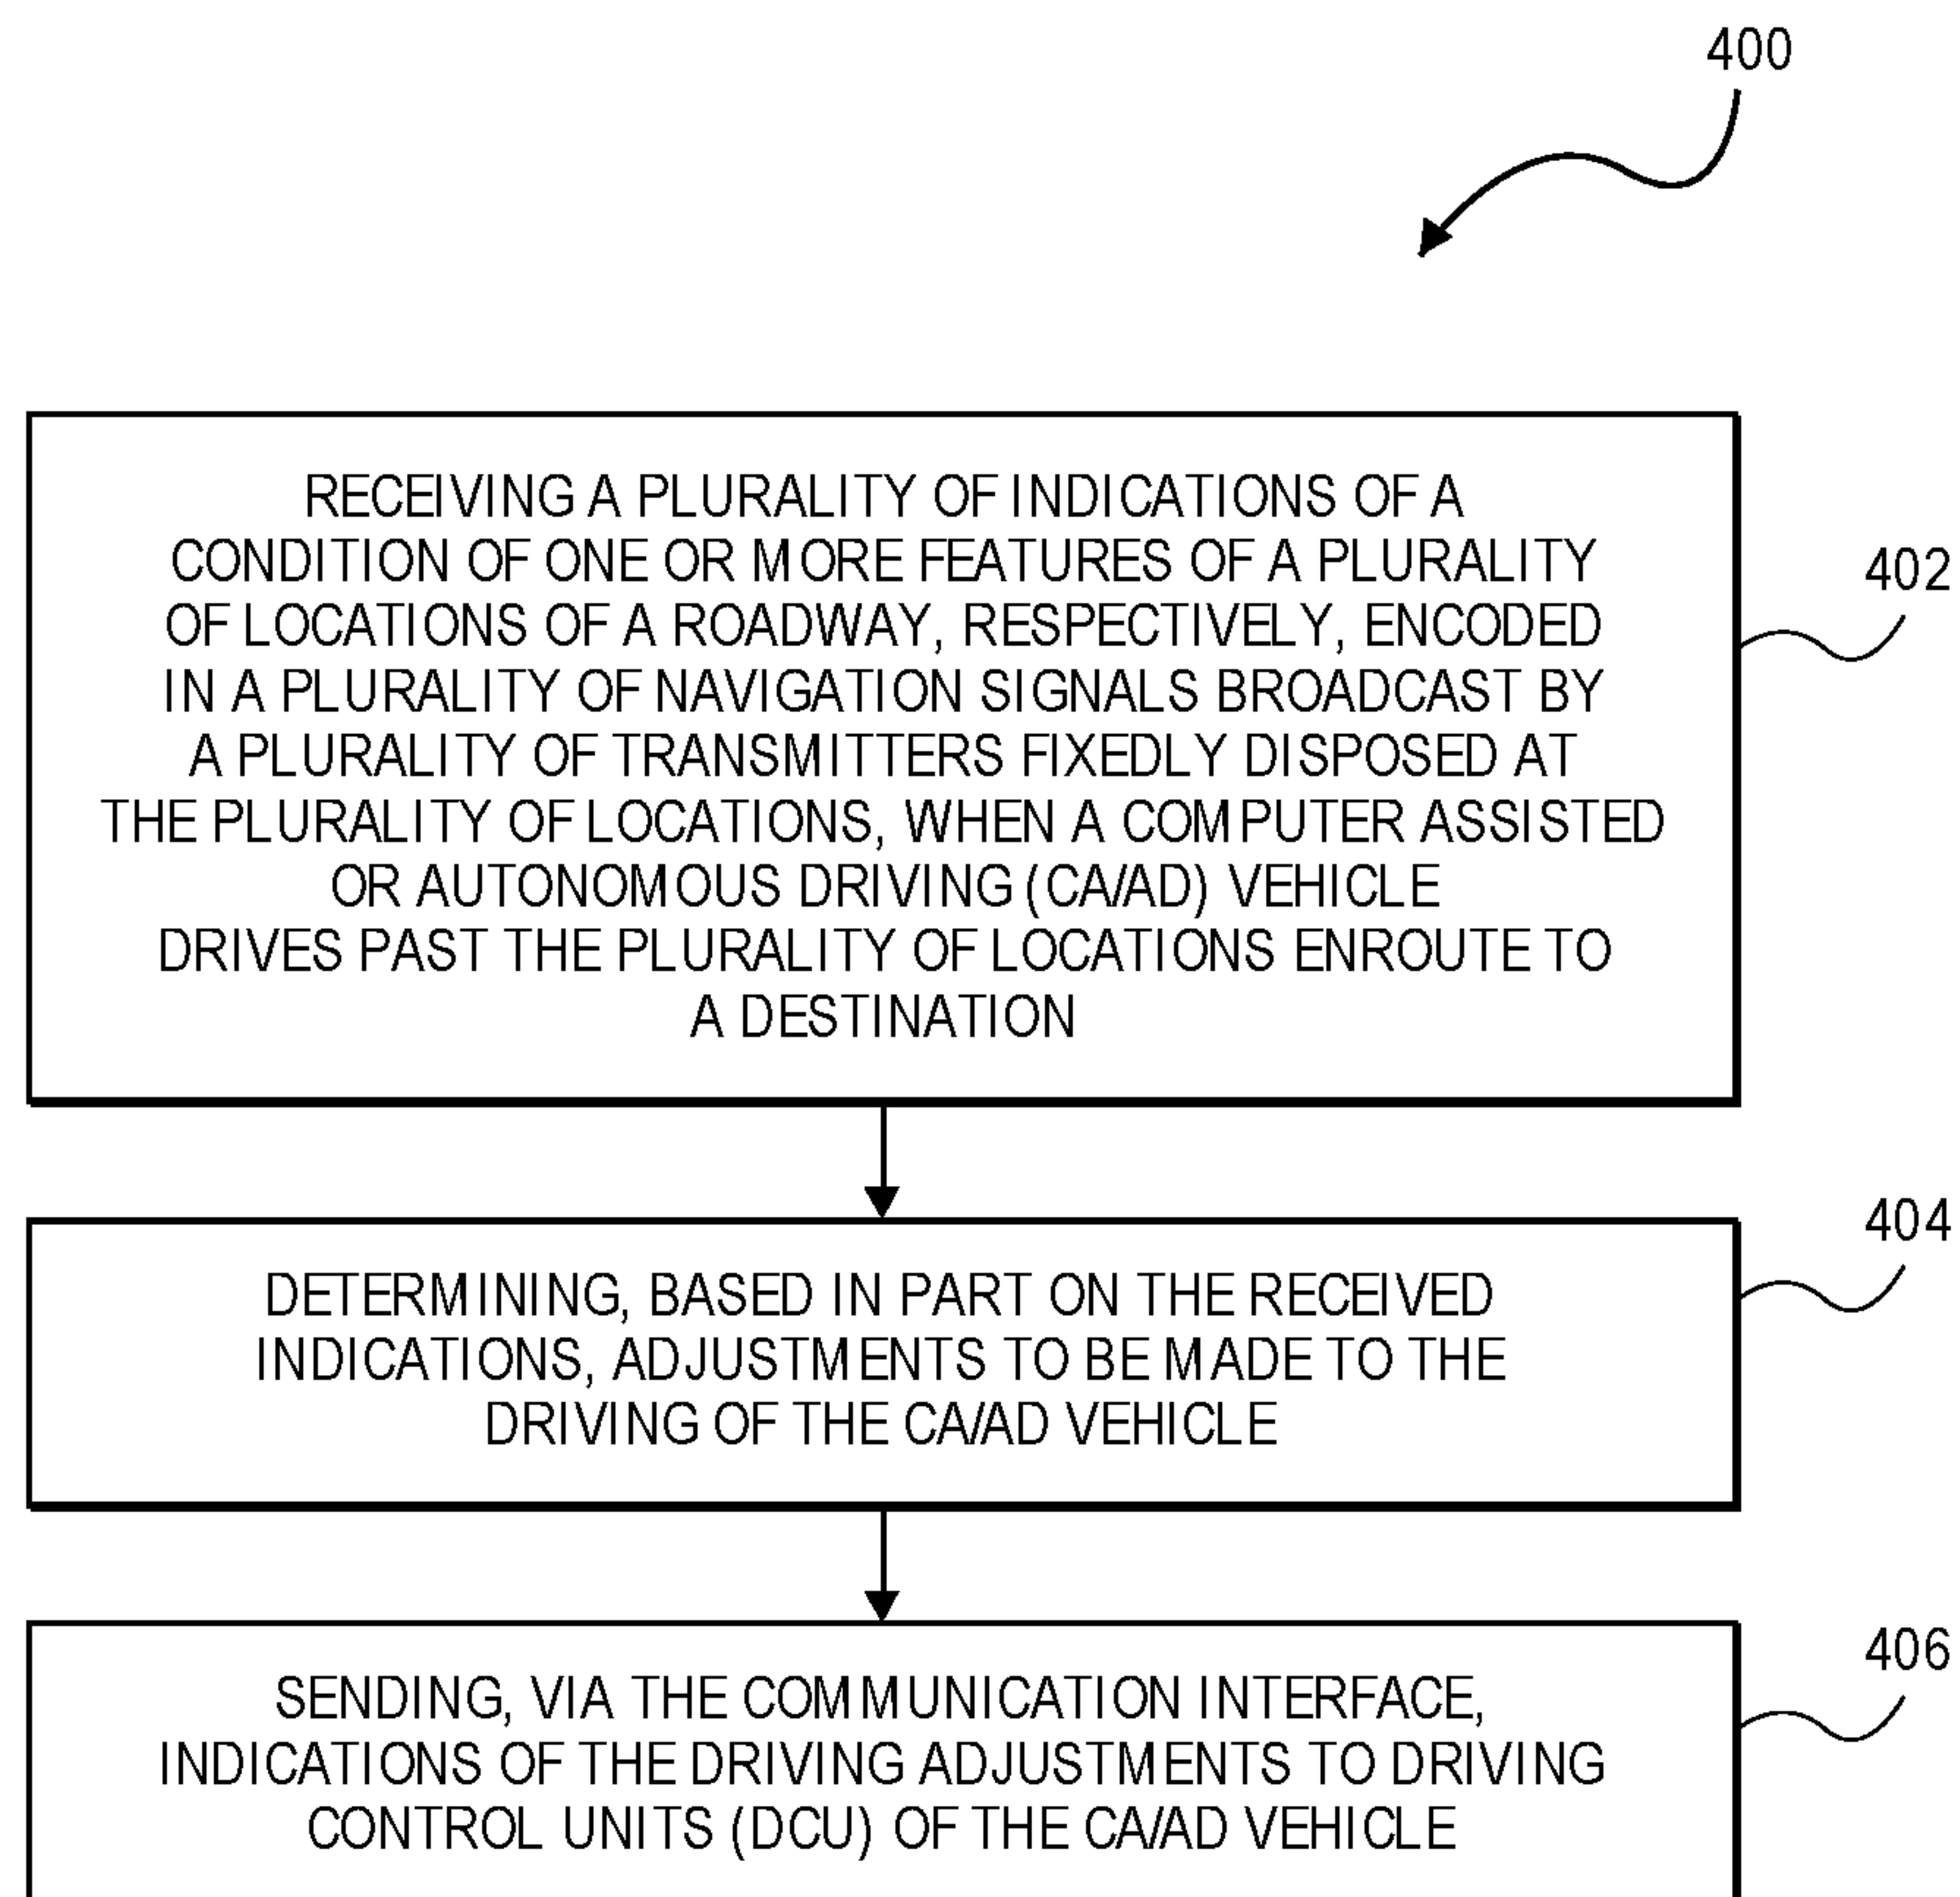 400
RECEIVING A PLURALITY OF INDICATIONS OF A
CONDITION OF ONE OR MORE FEATURES OF A PLURALITY
OF LOCATIONS OF A ROADWAY, RESPECTIVELY, ENCODED
IN A PLURALITY OF NAVIGATION SIGNALS BROADCAST BY
A PLURALITY OF TRANSMITTERS FIXEDLY DISPOSED AT
THE PLURALITY OF LOCATIONS, WHEN A COMPUTER ASSISTED
OR AUTONOMOUS DRIVING (CA/AD) VEHICLE
DRIVES PAST THE PLURALITY OF LOCATIONS ENROUTE TO
A DESTINATION
402
DETERMINING, BASED IN PART ON THE RECEIVED
INDICATIONS, ADJUSTMENTS TO BE MADE TO THE
DRIVING OF THE CA/AD VEHICLE
404
SENDING, VIA THE COMMUNICATION INTERFACE,
INDICATIONS OF THE DRIVING ADJUSTMENTS TO DRIVING
CONTROL UNITS (DCU) OF THE CA/AD VEHICLE
406